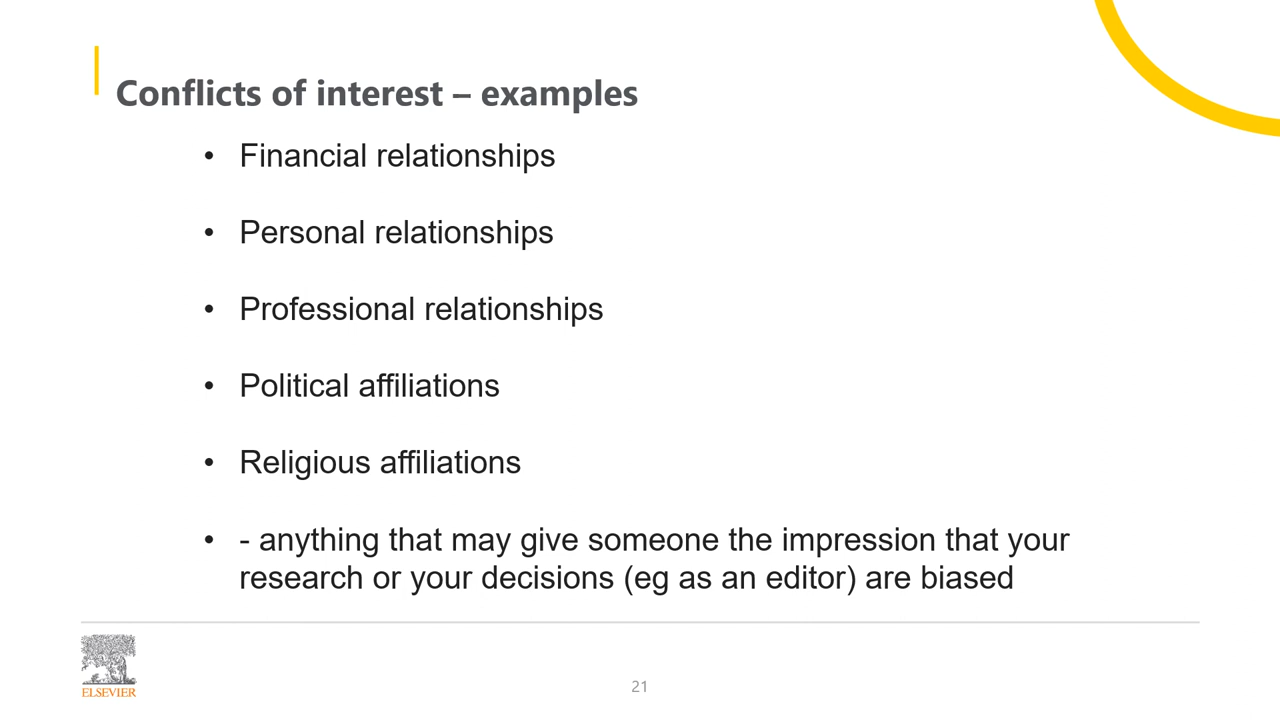 Conflicts of interest – examples
• Financial relationships
• Personal relationships
• Professional relationships
• Political affiliations
• Religious affiliations
• - anything that may give someone the impression that your
research or your decisions (eg as an editor) are biased
ELSEVIER
21